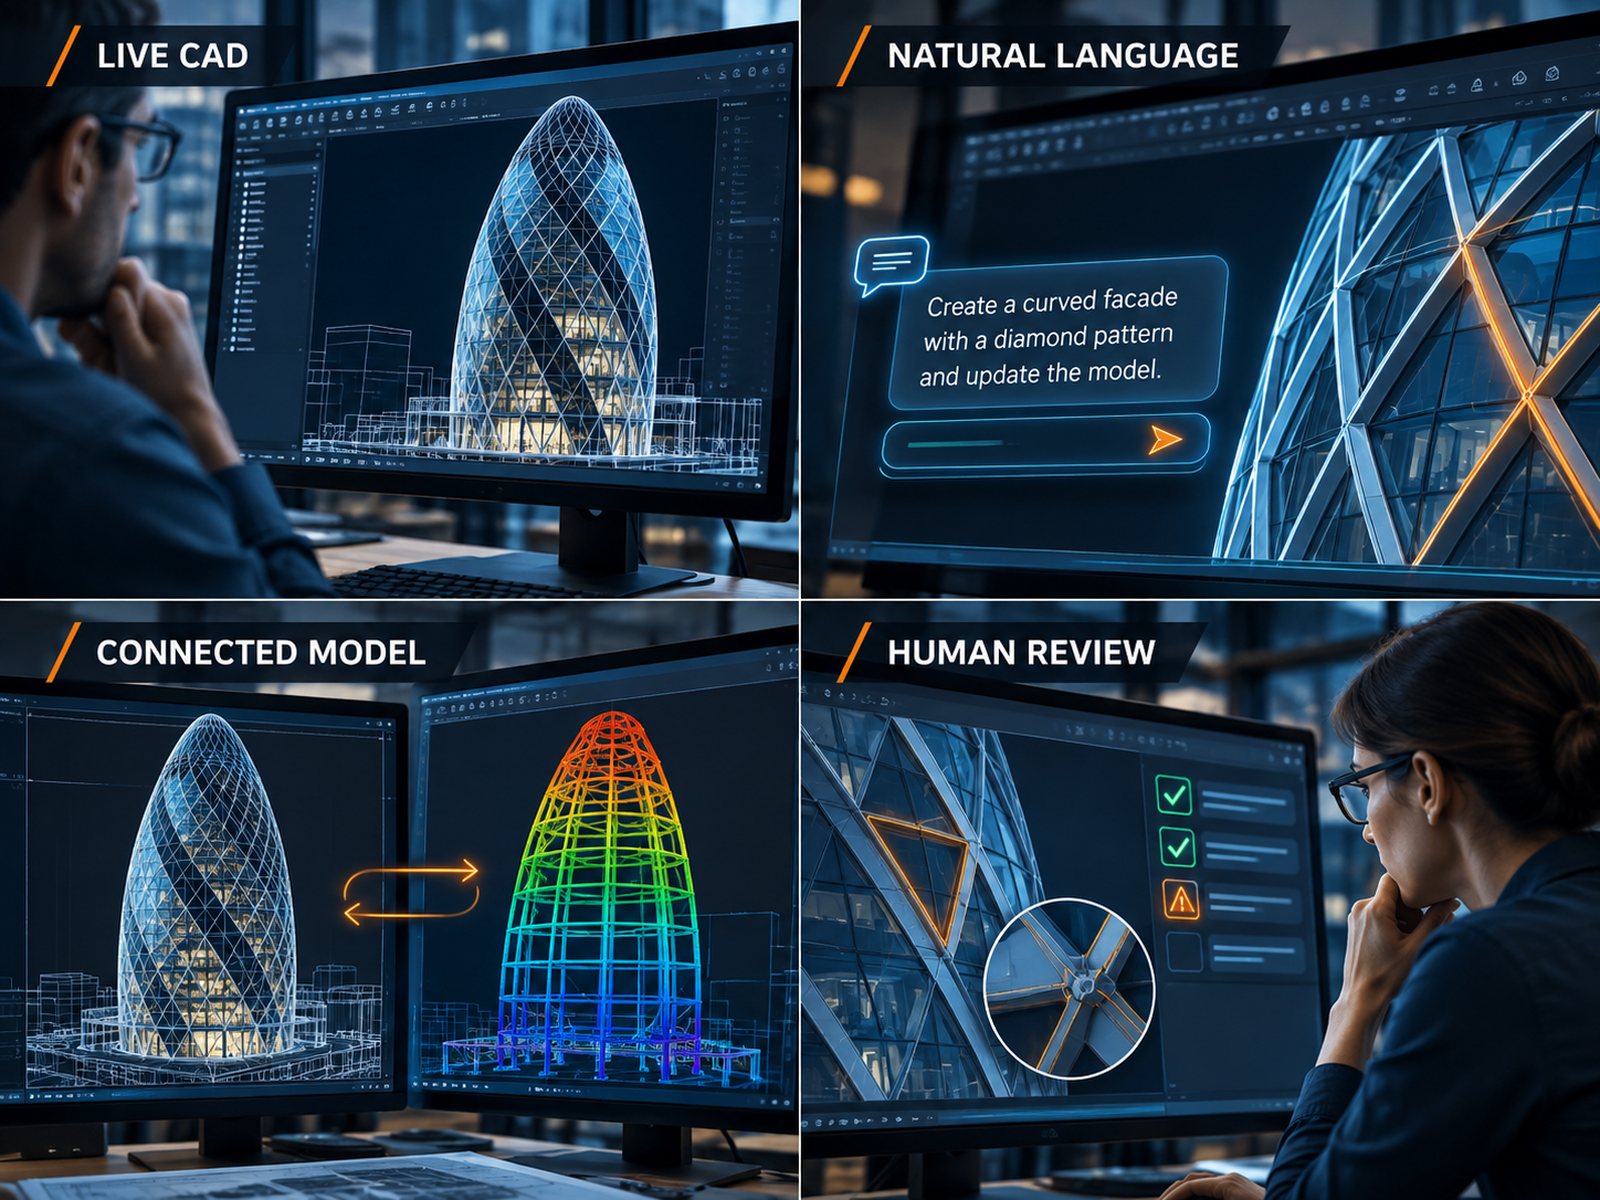 LIVE CAD
NATURAL LANGUAGE
Create a curved facade
with a diamond pattern
and update the model.
CONNECTED MODEL
HUMAN REVIEW